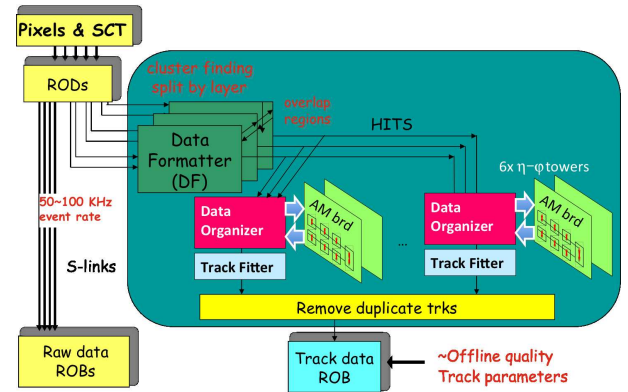 Pixels & SCT
RODs
cluster finding
split by layer
overlap
regions
HITS
Data
Formatter
(DF)
6x η-φ towers
50~100 KHz
event rate
S-links
Data
Organizer
AM brd
Track Fitter
...
Data
Organizer
AM brd
Track Fitter
Remove duplicate trks
Raw data
ROBs
Track data
ROB
~Offline quality
Track parameters